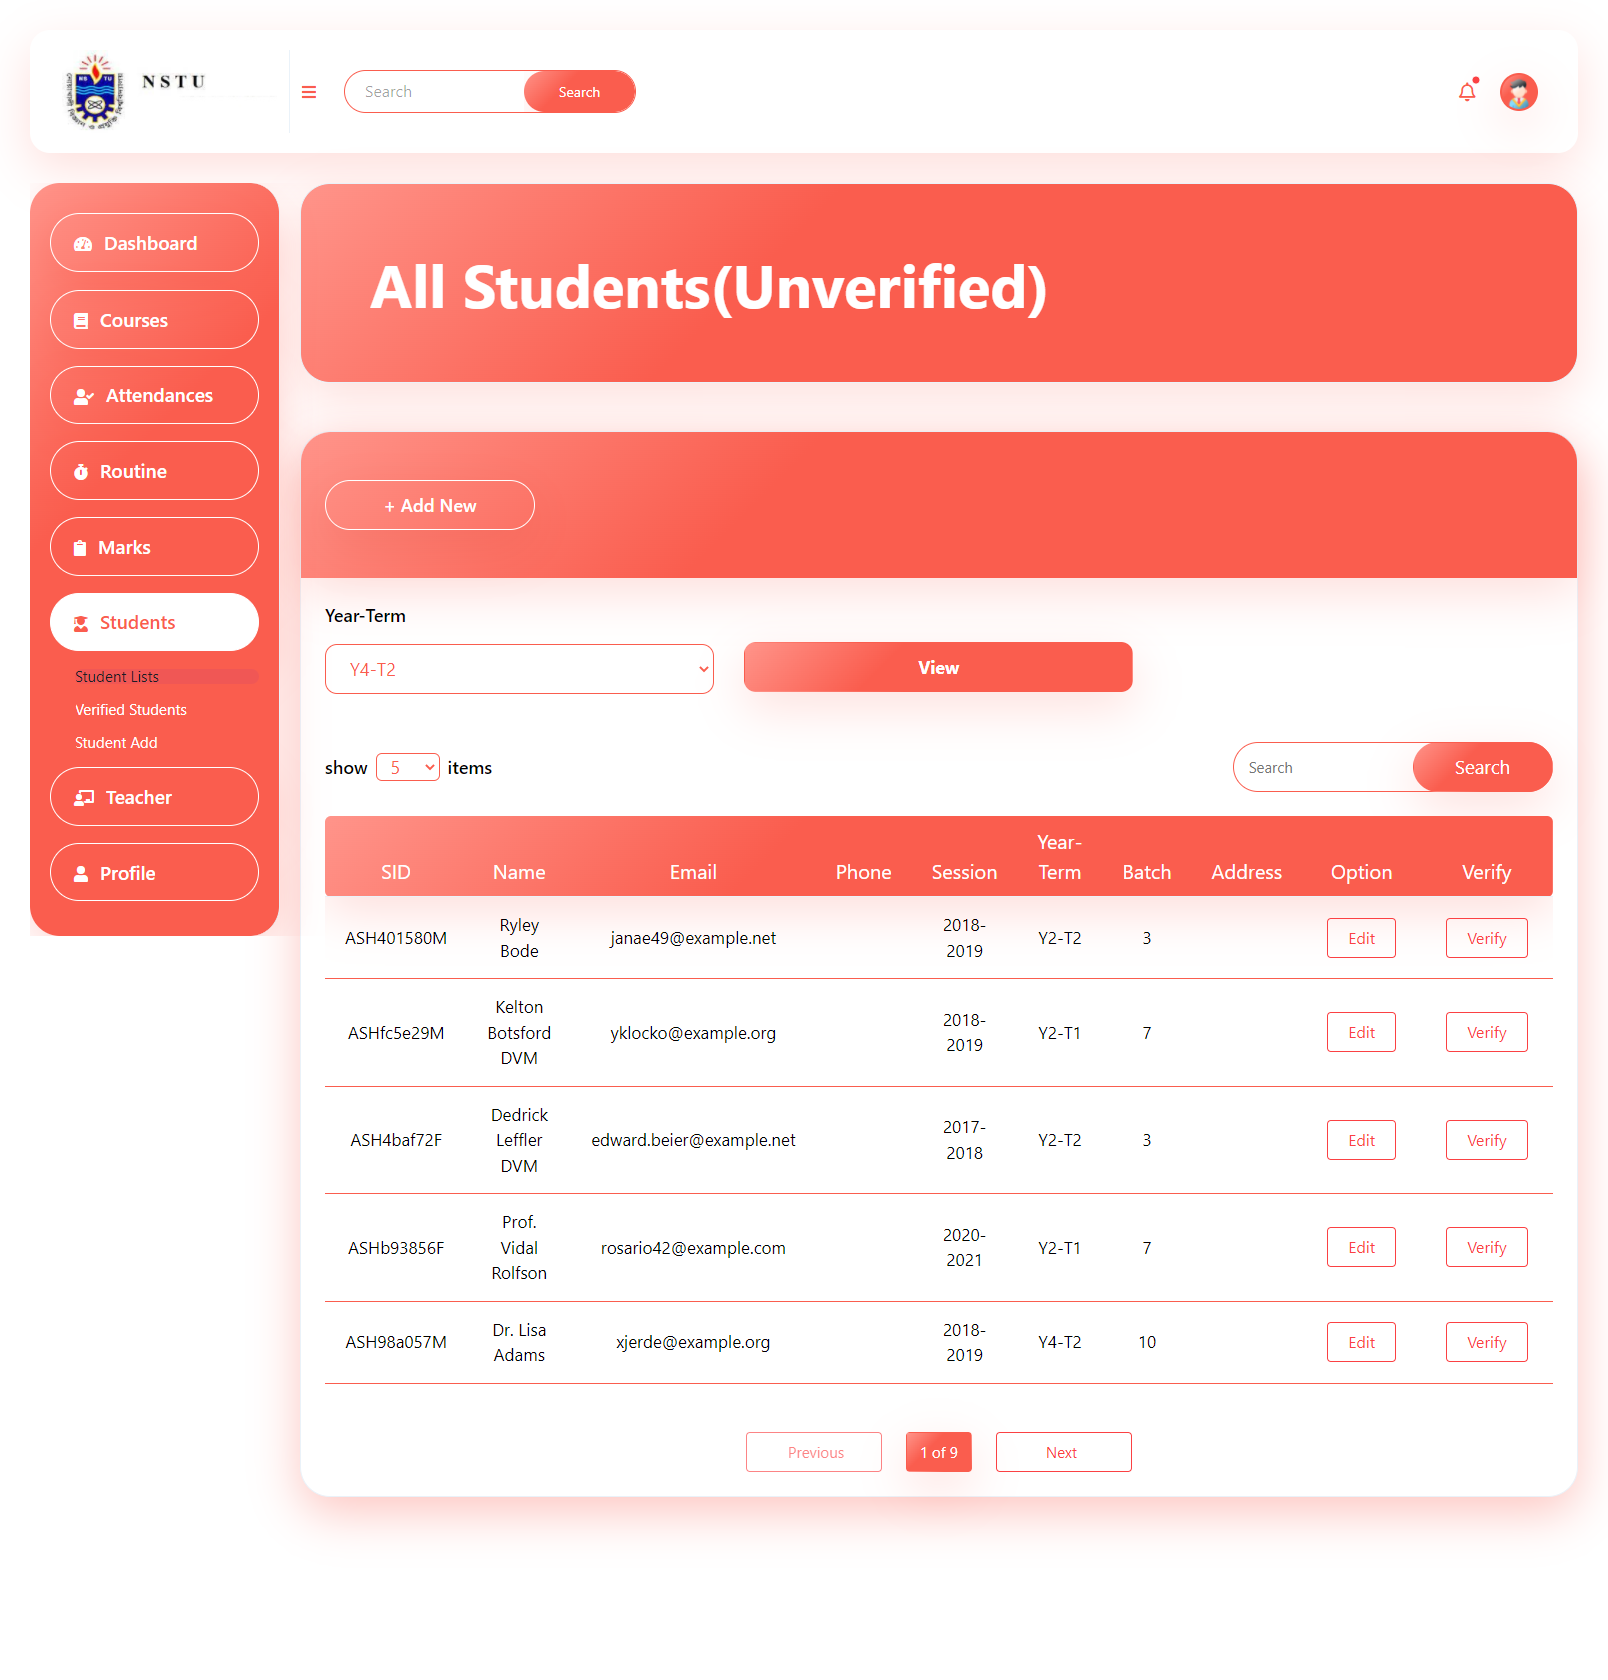 NSTU
Search
Search
Dashboard
Courses
Attendances
Routine
Marks
Students
Student Lists
Verified Students
Student Add
Teacher
Profile
All Students(Unverified)
+ Add New
Year-Term
Y4-T2
View
show 5 items
Search
Search
SID Name Email Phone Session Year-Term Batch Address Option Verify
ASH401580M Ryley Bode janae49@example.net 2018-2019 Y2-T2 3 Edit Verify
ASHfc5e29M Kelton Botsford DVM yklocko@example.org 2018-2019 Y2-T1 7 Edit Verify
ASH4baf72F Dedrick Leffler DVM edward.beier@example.net 2017-2018 Y2-T2 3 Edit Verify
ASHb93856F Prof. Vidal Rolfson rosario42@example.com 2020-2021 Y2-T1 7 Edit Verify
ASH98a057M Dr. Lisa Adams xjerde@example.org 2018-2019 Y4-T2 10 Edit Verify
Previous 1 of 9 Next